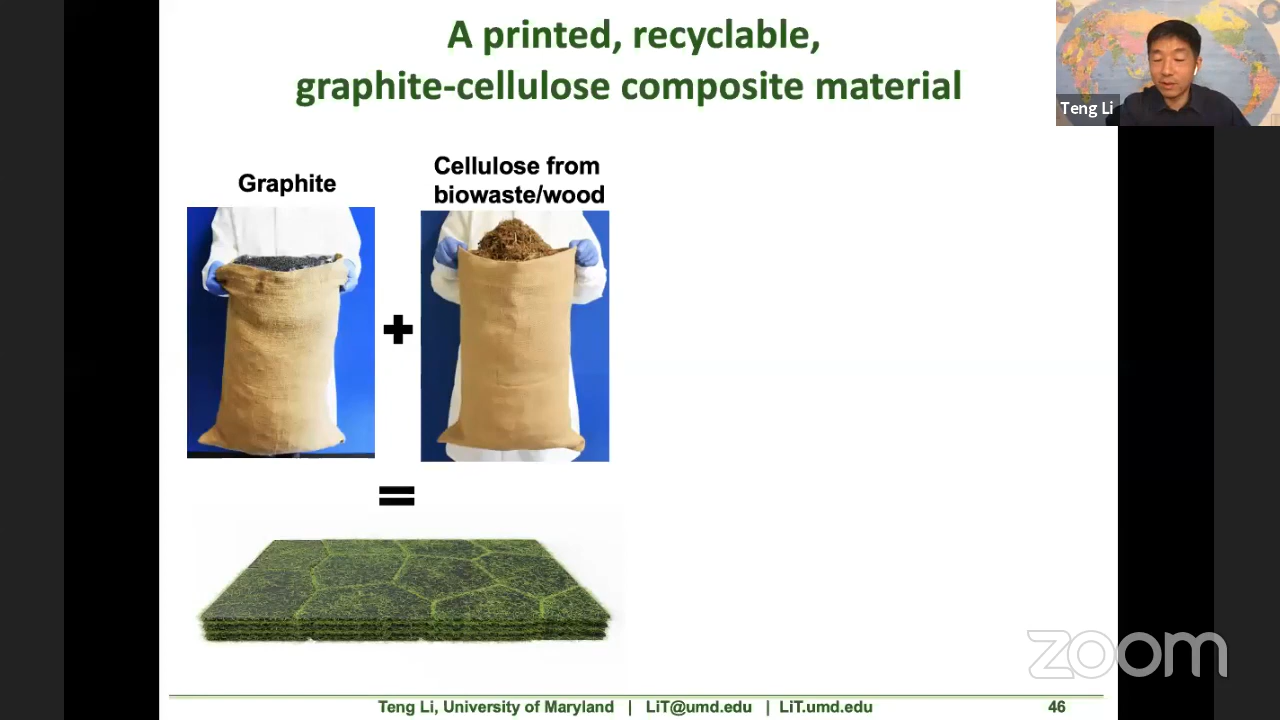 A printed, recyclable,
graphite-cellulose composite material
Teng Li
Graphite
Cellulose from
biowaste/wood
+
=
zoom
Teng Li, University of Maryland | LiT@umd.edu | LiT.umd.edu 46